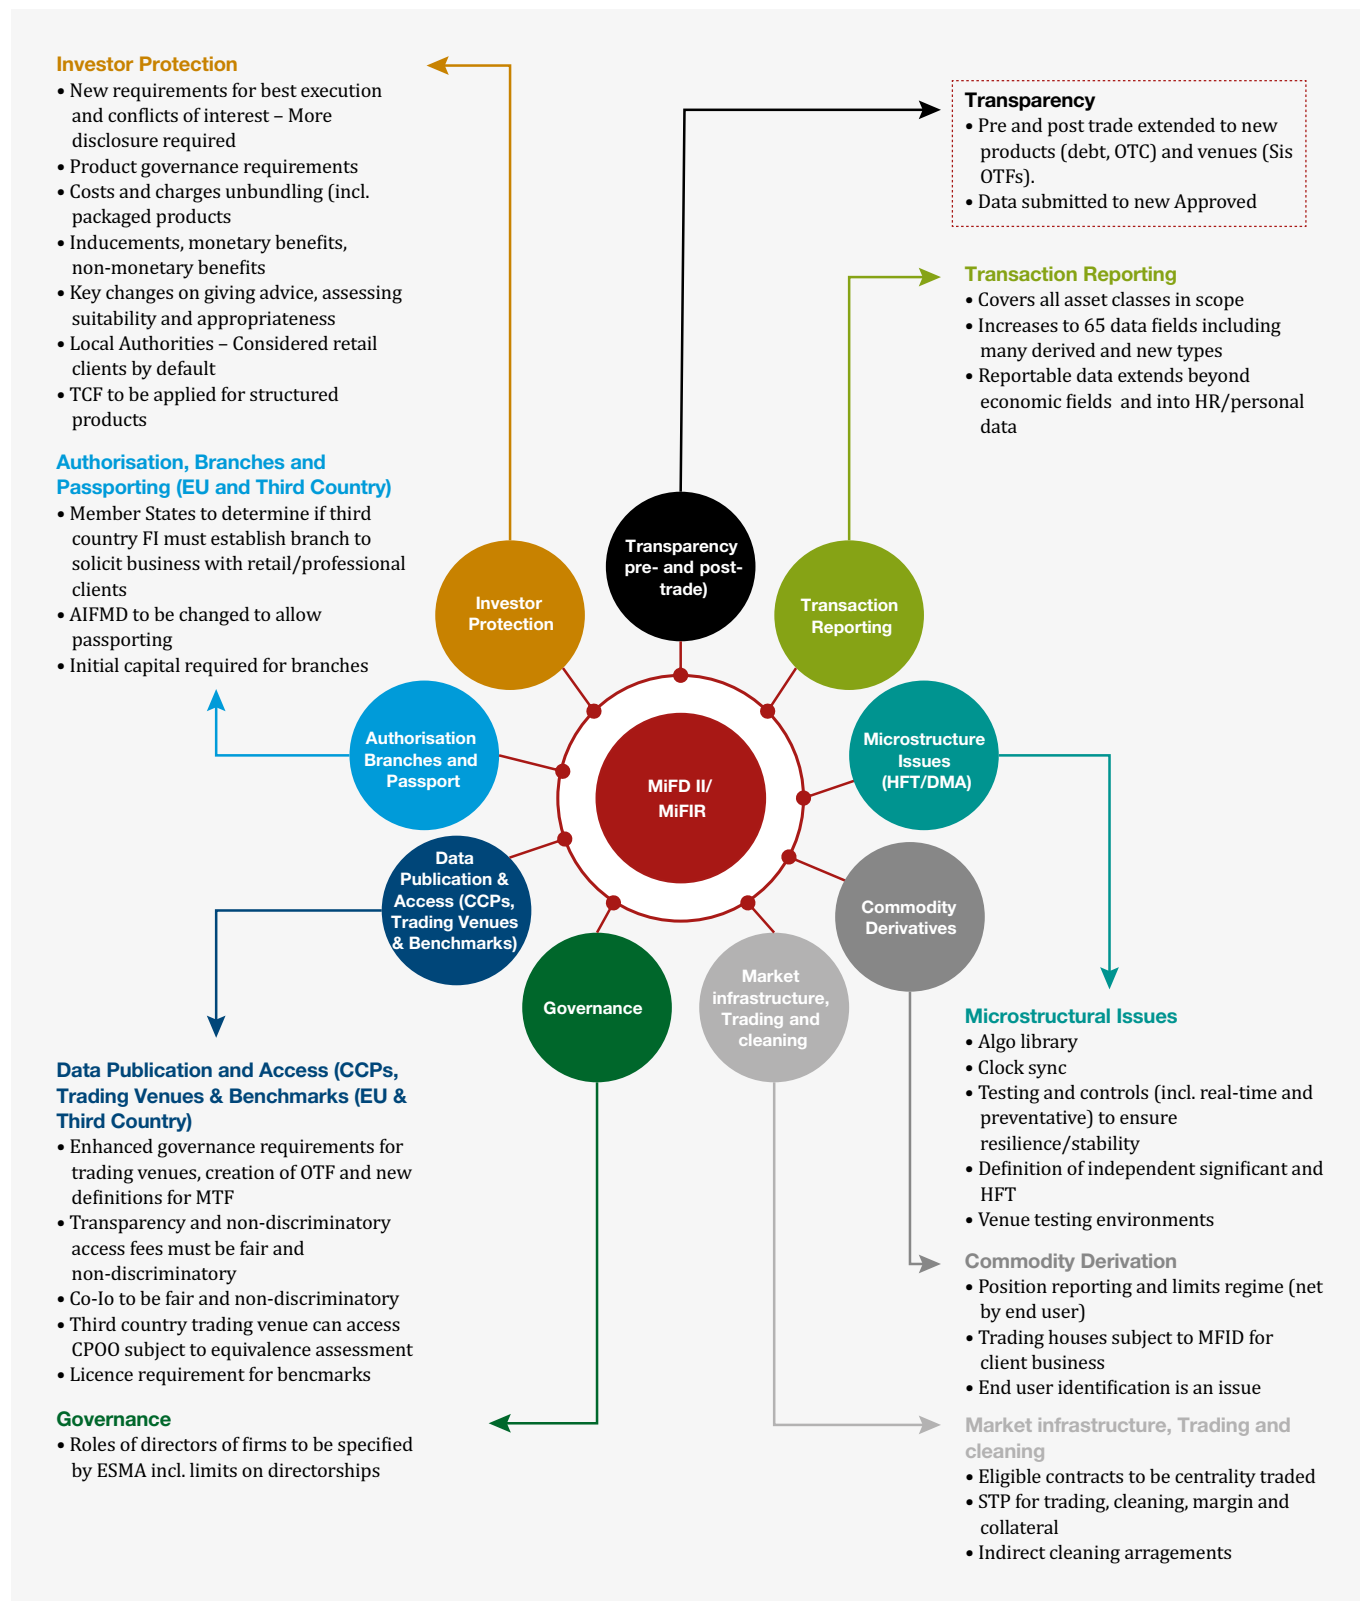 Investor Protection
• New requirements for best execution
and conflicts of interest – More
disclosure required
• Product governance requirements
• Costs and charges unbundling (incl.
packaged products
• Inducements, monetary benefits,
non-monetary benefits
• Key changes on giving advice, assessing
suitability and appropriateness
• Local Authorities – Considered retail
clients by default
• TCF to be applied for structured
products
Authorisation, Branches and
Passporting (EU and Third Country)
• Member States to determine if third
country FI must establish branch to
solicit business with retail/professional
clients
• AIFMD to be changed to allow
passporting
• Initial capital required for branches
Transparency
• Pre and post trade extended to new
products (debt, OTC) and venues (Sis
OTFs).
• Data submitted to new Approved
Transaction Reporting
• Covers all asset classes in scope
• Increases to 65 data fields including
many derived and new types
• Reportable data extends beyond
economic fields and into HR/personal
data
Transparency
pre- and post-
trade)
Investor
Protection
Transaction
Reporting
Authorisation
Branches and
Passport
Microstructure
Issues
(HFT/DMA)
MiFD II/
MiFIR
Data
Publication &
Access (CCPs,
Trading Venues
& Benchmarks)
Commodity
Derivatives
Governance
Market
infrastructure,
Trading and
cleaning
Data Publication and Access (CCPs,
Trading Venues & Benchmarks (EU &
Third Country)
• Enhanced governance requirements for
trading venues, creation of OTF and new
definitions for MTF
• Transparency and non-discriminatory
access fees must be fair and
non-discriminatory
• Co-Io to be fair and non-discriminatory
• Third country trading venue can access
CPOO subject to equivalence assessment
• Licence requirement for bencmarks
Governance
• Roles of directors of firms to be specified
by ESMA incl. limits on directorships
Microstructural Issues
• Algo library
• Clock sync
• Testing and controls (incl. real-time and
preventative) to ensure
resilience/stability
• Definition of independent significant and
HFT
• Venue testing environments
Commodity Derivation
• Position reporting and limits regime (net
by end user)
• Trading houses subject to MFID for
client business
• End user identification is an issue
Market infrastructure, Trading and
cleaning
• Eligible contracts to be centrality traded
• STP for trading, cleaning, margin and
collateral
• Indirect cleaning arragements